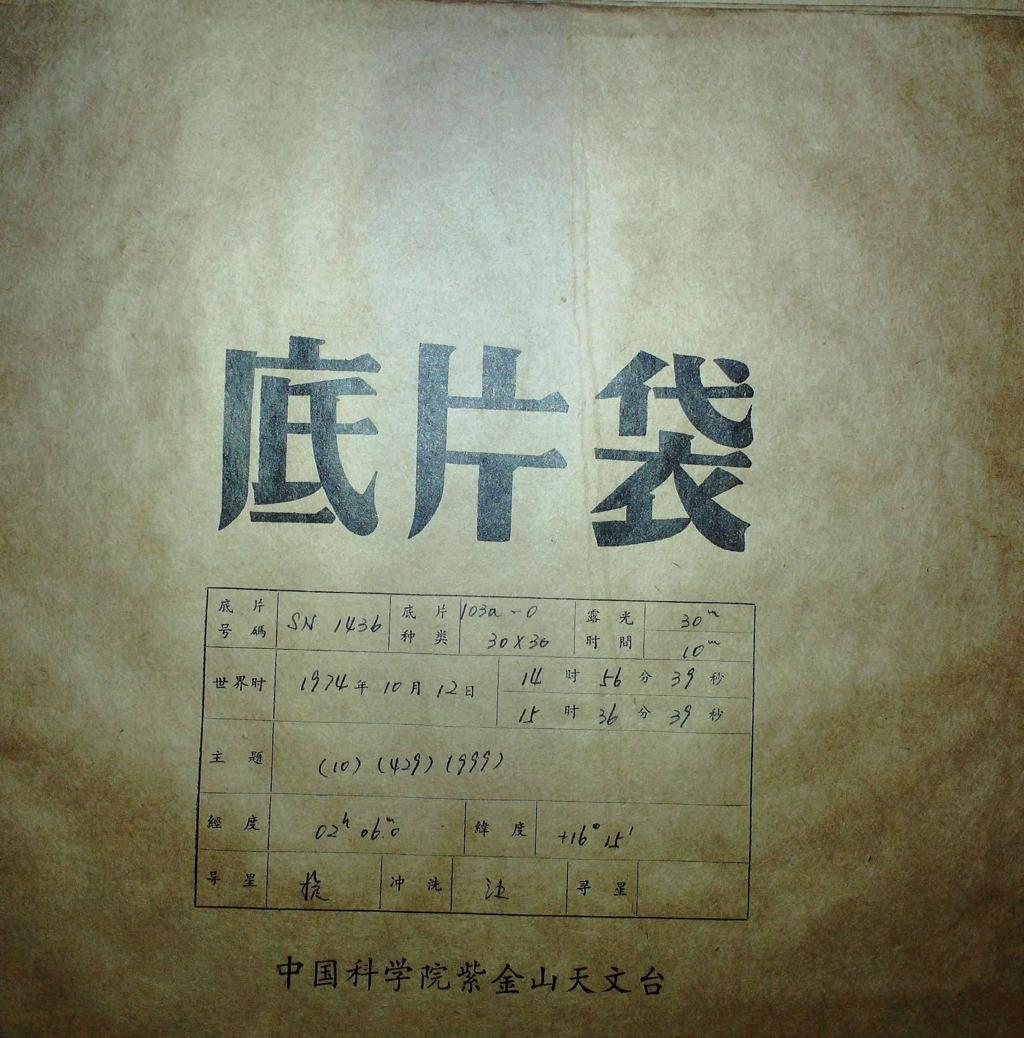 底片袋
底片号碼 SN 1436 底片种类 103a-O 30×30 露光时間 30ᵐ 10ᵐ
世界时 1974年10月12日 14时56分39秒
15时36分39秒
主題 (10) (429) (999)
經度 02ʰ 06ᵐ.0 緯度 +16° 15′
导星 冲洗 寻星
中国科学院紫金山天文台